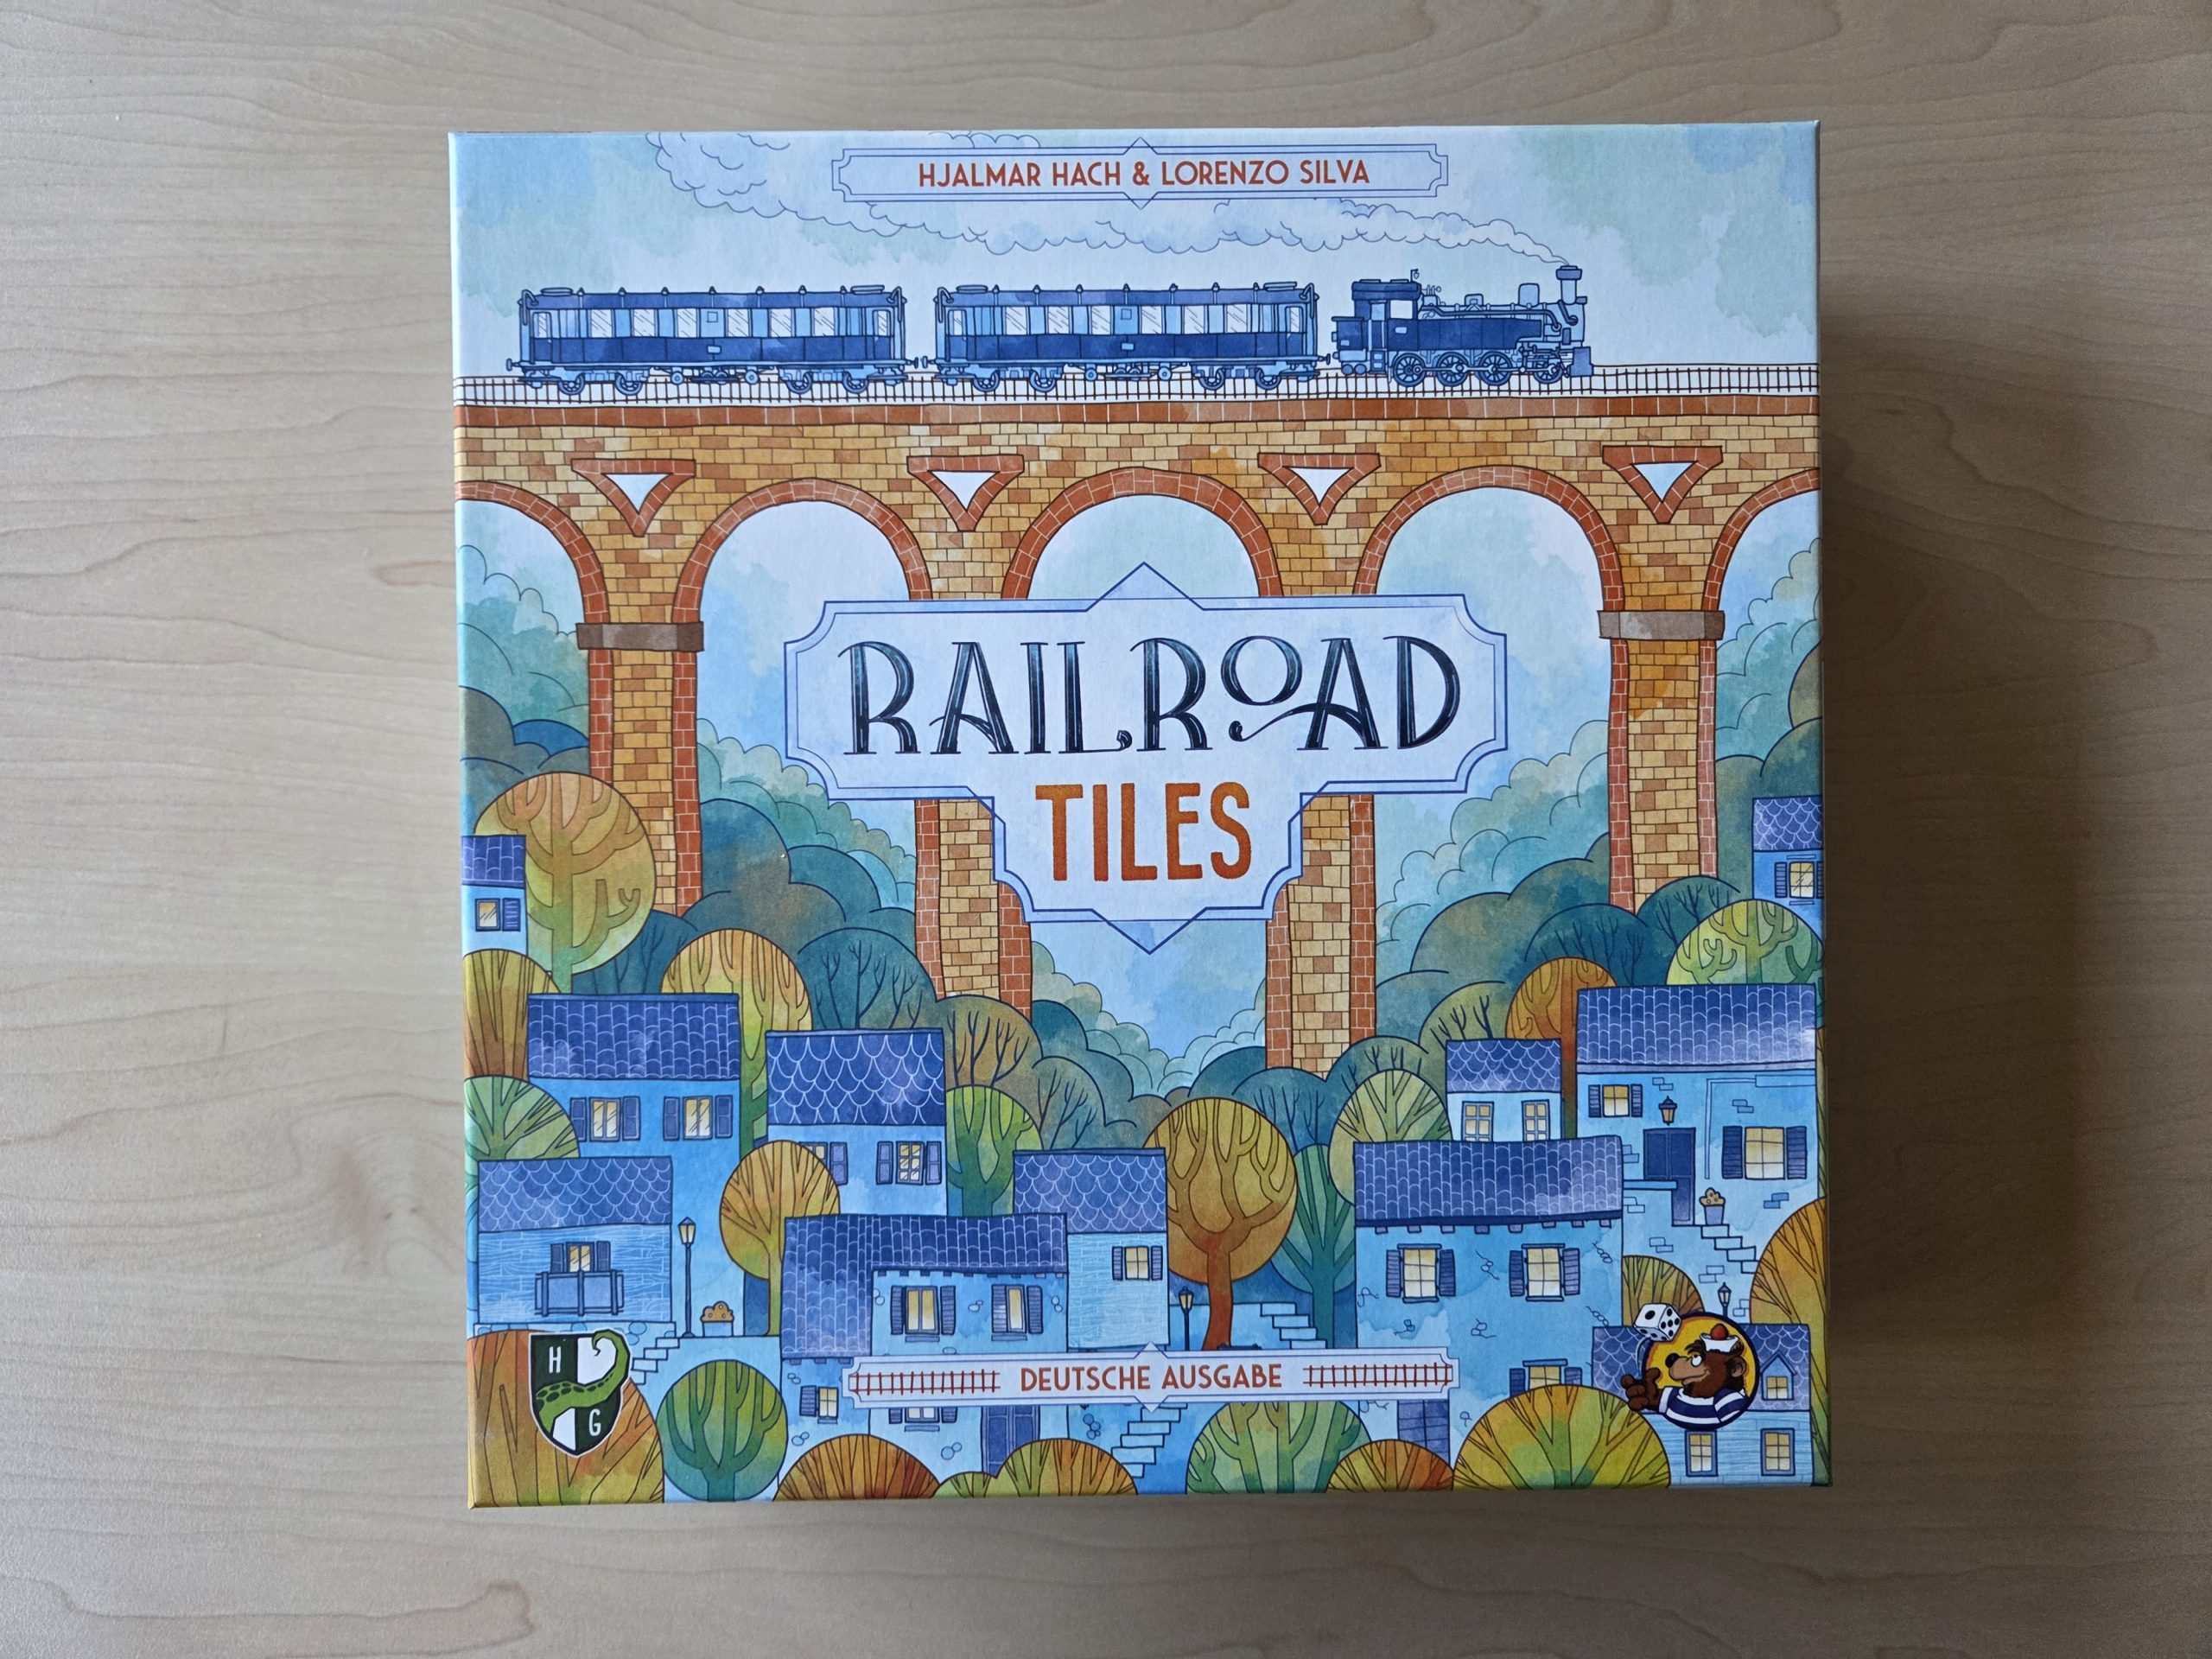 HJALMAR HACH & LORENZO SILVA
RAILROAD
TILES
DEUTSCHE AUSGABE
H
G